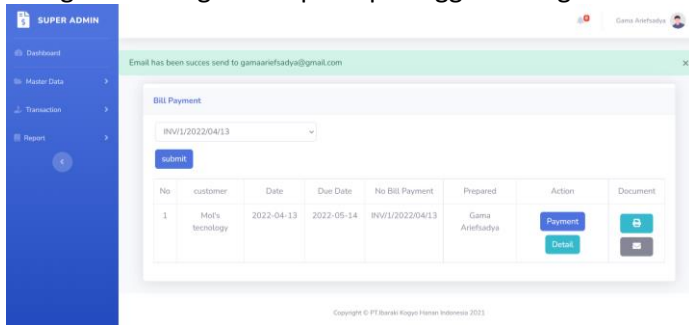 SUPER ADMIN
Gama Ariefsadya
Dashboard
Email has been succes send to gamaariefsadya@gmail.com ×
Master Data
Transaction
Report
Bill Payment
INV/1/2022/04/13
submit
No customer Date Due Date No Bill Payment Prepared Action Document
1 Mol's tecnology 2022-04-13 2022-05-14 INV/1/2022/04/13 Gama Ariefsadya Payment
Detail
Copyright © PT.Ibaraki Kogyo Hanan Indonesia 2021